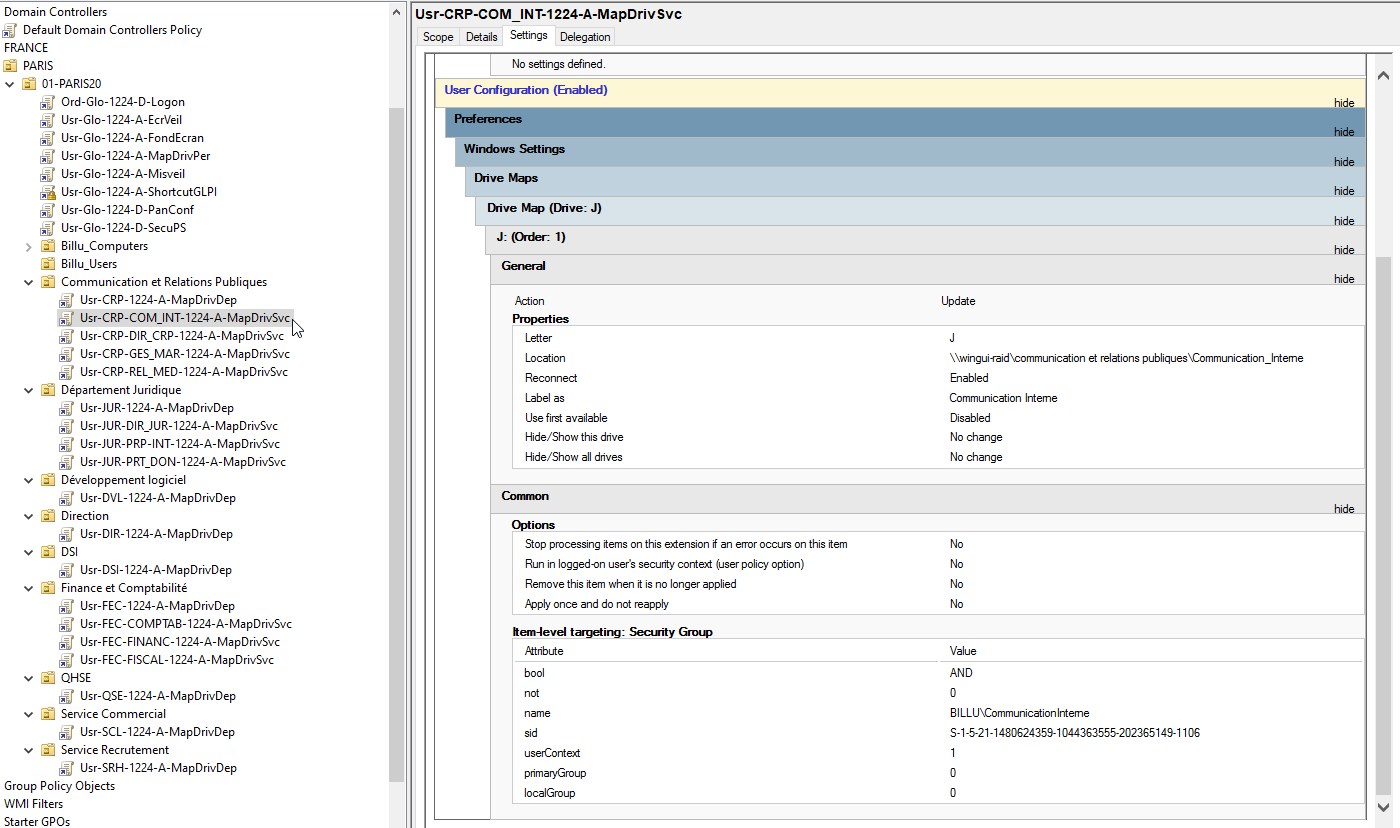 Domain Controllers
Default Domain Controllers Policy
FRANCE
PARIS
01-PARIS20
Ord-Glo-1224-D-Logon
Usr-Glo-1224-A-EcrVeil
Usr-Glo-1224-A-FondEcran
Usr-Glo-1224-A-MapDrivPer
Usr-Glo-1224-A-Misveil
Usr-Glo-1224-A-ShortcutGLPI
Usr-Glo-1224-D-PanConf
Usr-Glo-1224-D-SecuPS
Billu_Computers
Billu_Users
Communication et Relations Publiques
Usr-CRP-1224-A-MapDrivDep
Usr-CRP-COM_INT-1224-A-MapDrivSvc
Usr-CRP-DIR_CRP-1224-A-MapDrivSvc
Usr-CRP-GES_MAR-1224-A-MapDrivSvc
Usr-CRP-REL_MED-1224-A-MapDrivSvc
Département Juridique
Usr-JUR-1224-A-MapDrivDep
Usr-JUR-DIR_JUR-1224-A-MapDrivSvc
Usr-JUR-PRP-INT-1224-A-MapDrivSvc
Usr-JUR-PRT_DON-1224-A-MapDrivSvc
Développement logiciel
Usr-DVL-1224-A-MapDrivDep
Direction
Usr-DIR-1224-A-MapDrivDep
DSI
Usr-DSI-1224-A-MapDrivDep
Finance et Comptabilité
Usr-FEC-1224-A-MapDrivDep
Usr-FEC-COMPTAB-1224-A-MapDrivSvc
Usr-FEC-FINANC-1224-A-MapDrivSvc
Usr-FEC-FISCAL-1224-A-MapDrivSvc
QHSE
Usr-QSE-1224-A-MapDrivDep
Service Commercial
Usr-SCL-1224-A-MapDrivDep
Service Recrutement
Usr-SRH-1224-A-MapDrivDep
Group Policy Objects
WMI Filters
Starter GPOs
Usr-CRP-COM_INT-1224-A-MapDrivSvc
Scope Details Settings Delegation
No settings defined.
User Configuration (Enabled)
hide
Preferences
hide
Windows Settings
hide
Drive Maps
hide
Drive Map (Drive: J)
hide
J: (Order: 1)
hide
General
hide
Action Update
Properties
Letter J
Location \\wingui-raid\communication et relations publiques\Communication_Interne
Reconnect Enabled
Label as Communication Interne
Use first available Disabled
Hide/Show this drive No change
Hide/Show all drives No change
Common
hide
Options
Stop processing items on this extension if an error occurs on this item No
Run in logged-on user's security context (user policy option) No
Remove this item when it is no longer applied No
Apply once and do not reapply No
Item-level targeting: Security Group
Attribute Value
bool AND
not 0
name BILLU\CommunicationInterne
sid S-1-5-21-1480624359-1044363555-202365149-1106
userContext 1
primaryGroup 0
localGroup 0